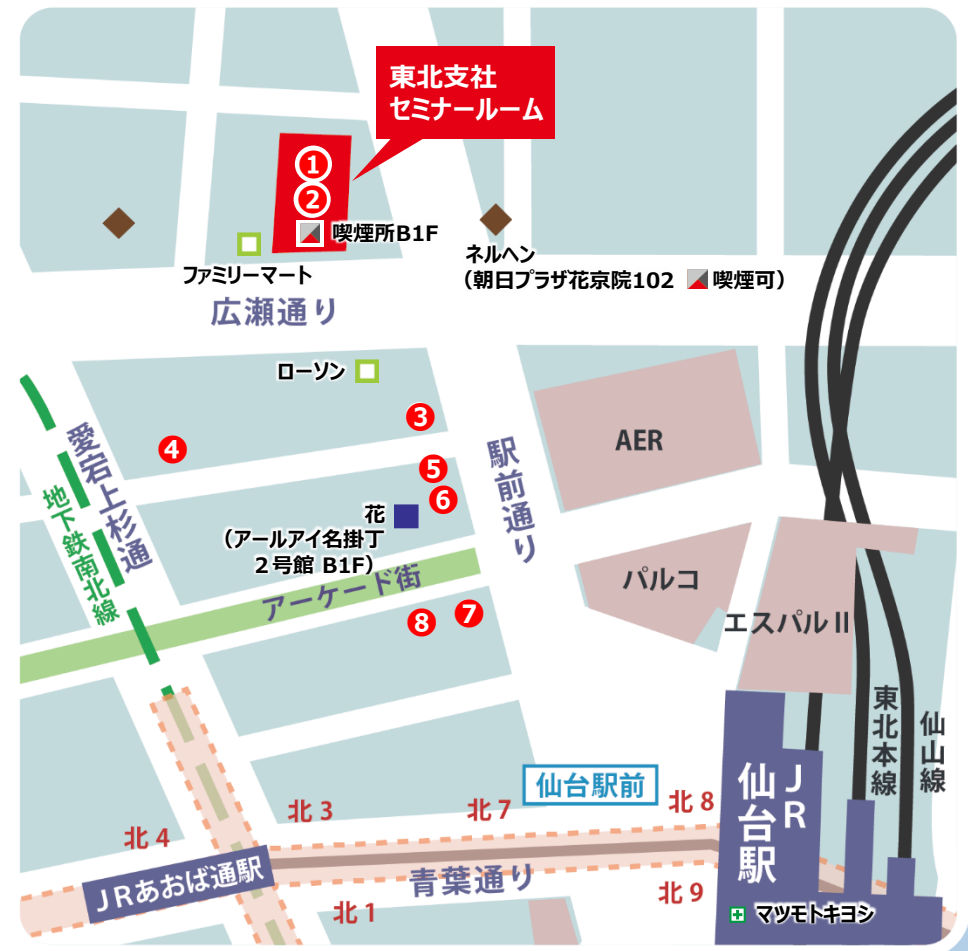 東北支社
セミナールーム
①
②
喫煙所B1F
ファミリーマート
ネルヘン
（朝日プラザ花京院102 喫煙可）
広瀬通り
ローソン
③
④
⑤
⑥
愛宕上杉通
地下鉄南北線
駅前通り
AER
花
（アールアイ名掛丁
２号館 B1F）
アーケード街
パルコ
エスパルⅡ
⑧
⑦
東北本線
仙山線
仙台駅前
JR
仙台駅
北4
北3
北7
北8
JRあおば通駅
青葉通り
北1
北9
マツモトキヨシ